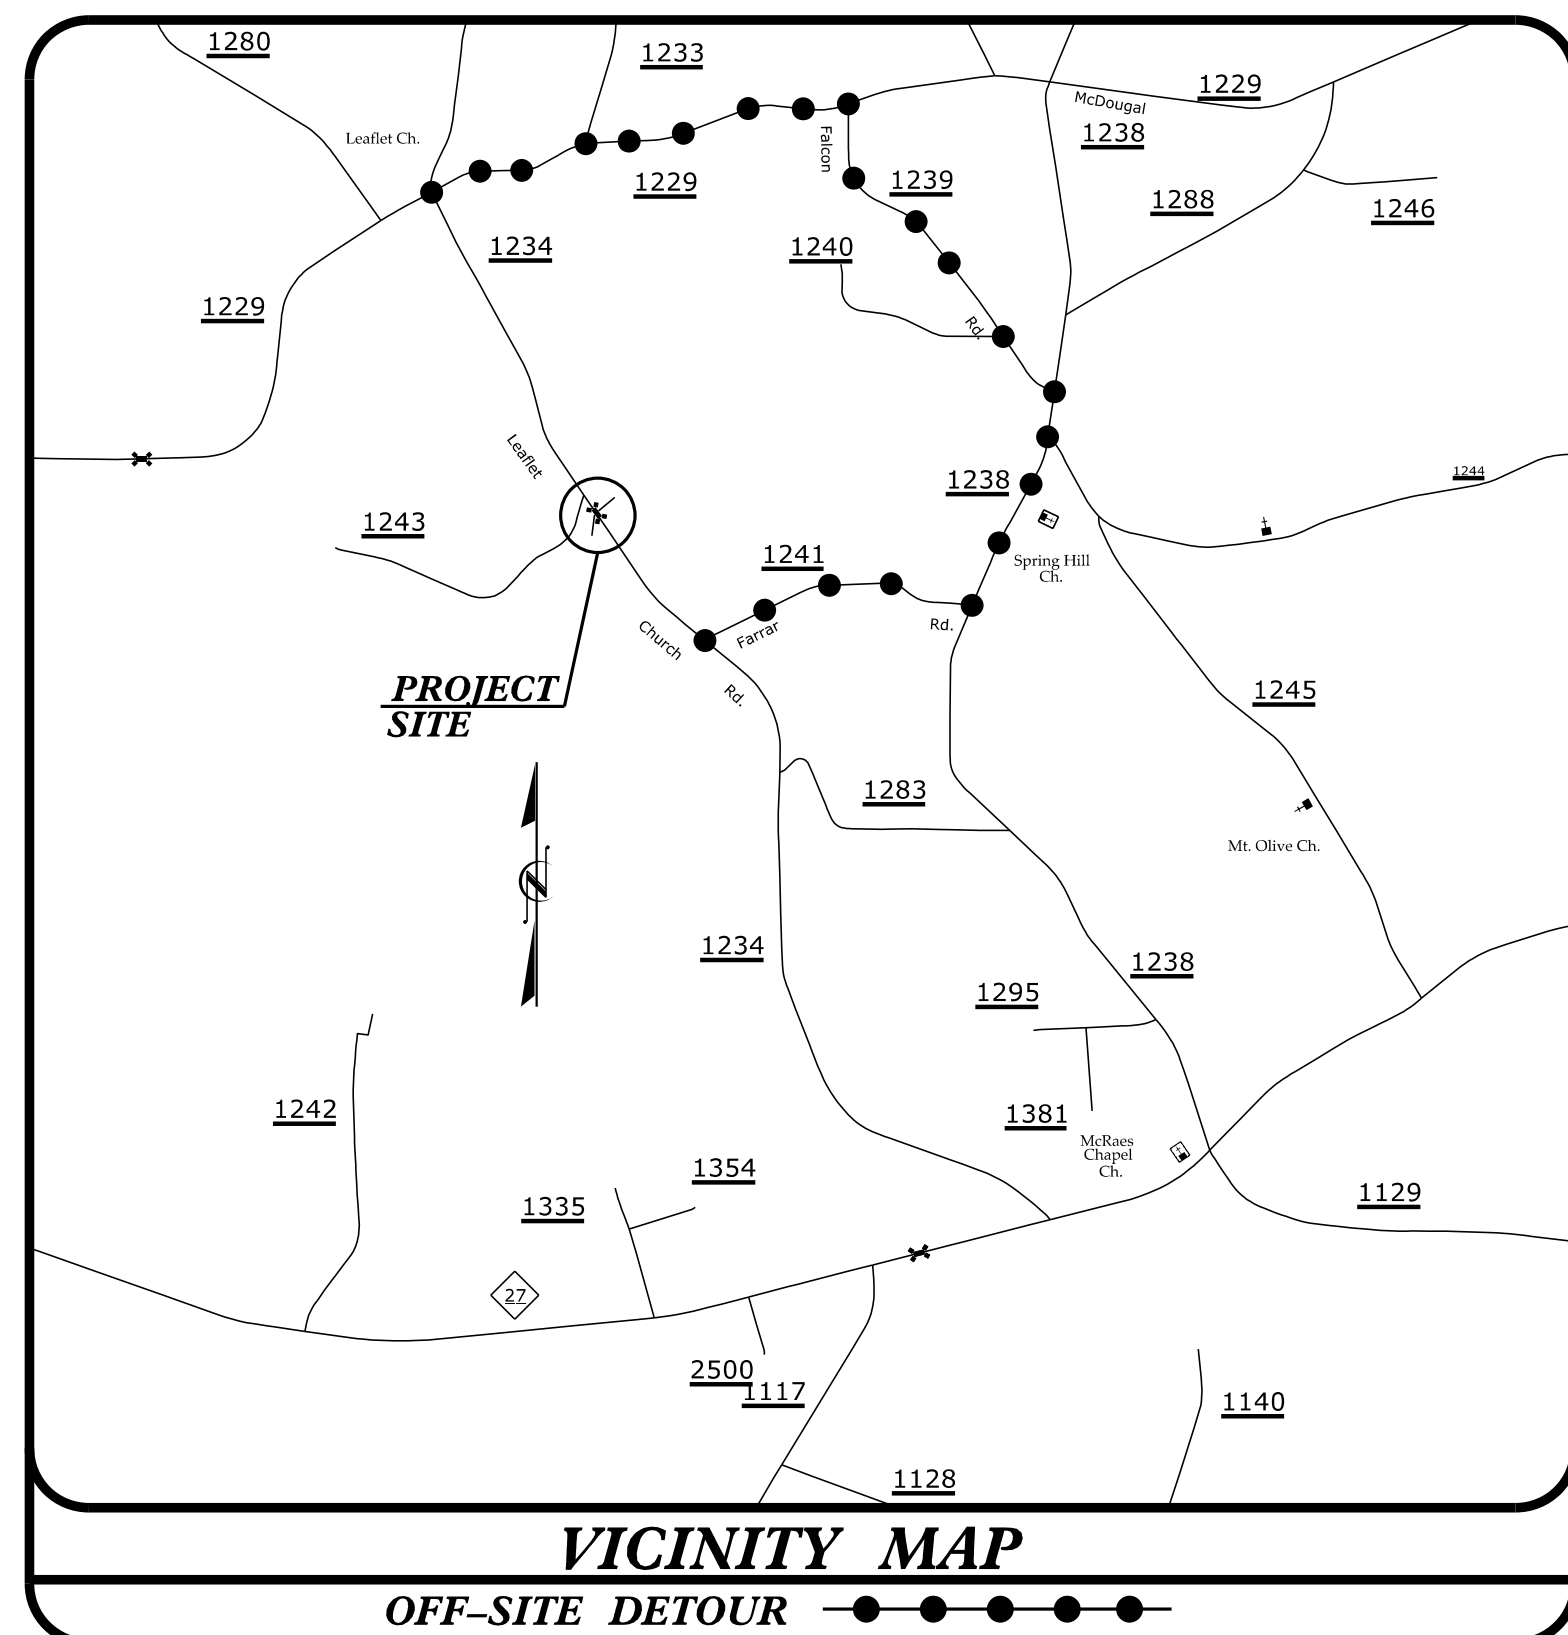 1280
1233
1229
McDougal
1238
Leaflet Ch.
Falcon
1229
1239
1288
1246
1234
1240
1229
Rd.
Leaflet
1238
1244
1243
1241
Spring Hill
Ch.
Church
Farrar
Rd.
PROJECT
SITE
Rd.
1245
1283
Mt. Olive Ch.
N
1234
1238
1295
1242
1381
McRaes
Chapel
Ch.
1354
1335
1129
27
2500
1117
1140
1128
VICINITY MAP
OFF–SITE DETOUR